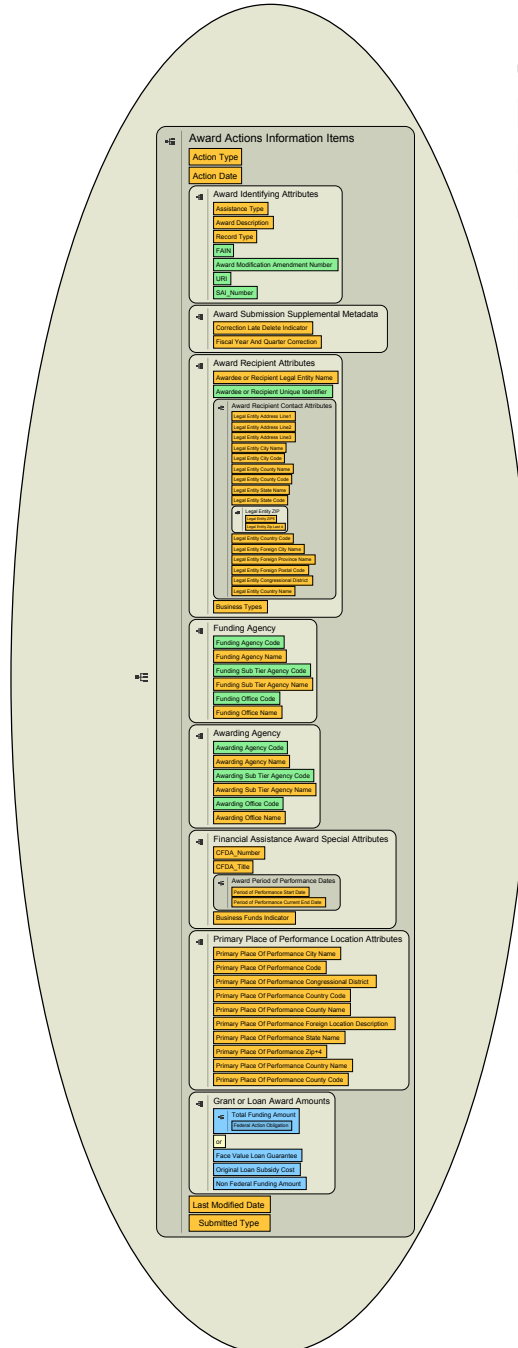 Award Actions Information Items
Action Type
Action Date
Award Identifying Attributes
Assistance Type
Award Description
Record Type
FAIN
Award Modification Amendment Number
URI
SAI_Number
Award Submission Supplemental Metadata
Correction Late Delete Indicator
Fiscal Year And Quarter Correction
Award Recipient Attributes
Awardee or Recipient Legal Entity Name
Awardee or Recipient Unique Identifier
Award Recipient Contact Attributes
Legal Entity Address Line1
Legal Entity Address Line2
Legal Entity Address Line3
Legal Entity City Name
Legal Entity City Code
Legal Entity County Name
Legal Entity County Code
Legal Entity State Name
Legal Entity State Code
Legal Entity ZIP
Legal Entity ZIP5
Legal Entity Zip Last 4
Legal Entity Country Code
Legal Entity Foreign City Name
Legal Entity Foreign Province Name
Legal Entity Foreign Postal Code
Legal Entity Congressional District
Legal Entity Country Name
Business Types
Funding Agency
Funding Agency Code
Funding Agency Name
Funding Sub Tier Agency Code
Funding Sub Tier Agency Name
Funding Office Code
Funding Office Name
Awarding Agency
Awarding Agency Code
Awarding Agency Name
Awarding Sub Tier Agency Code
Awarding Sub Tier Agency Name
Awarding Office Code
Awarding Office Name
Financial Assistance Award Special Attributes
CFDA_Number
CFDA_Title
Award Period of Performance Dates
Period of Performance Start Date
Period of Performance Current End Date
Business Funds Indicator
Primary Place of Performance Location Attributes
Primary Place Of Performance City Name
Primary Place Of Performance Code
Primary Place Of Performance Congressional District
Primary Place Of Performance Country Code
Primary Place Of Performance County Name
Primary Place Of Performance Foreign Location Description
Primary Place Of Performance State Name
Primary Place Of Performance Zip+4
Primary Place Of Performance Country Name
Primary Place Of Performance County Code
Grant or Loan Award Amounts
Total Funding Amount
Federal Action Obligation
or
Face Value Loan Guarantee
Original Loan Subsidy Cost
Non Federal Funding Amount
Last Modified Date
Submitted Type